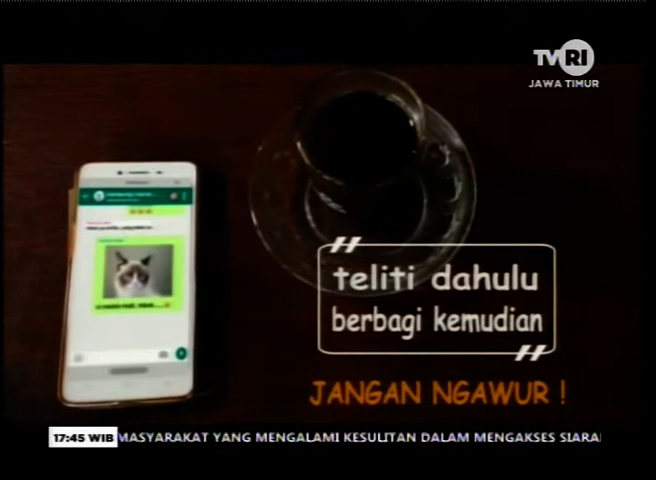 TVRI
JAWA TIMUR
teliti dahulu
berbagi kemudian
JANGAN NGAWUR !
17:45 WIB MASYARAKAT YANG MENGALAMI KESULITAN DALAM MENGAKSES SIARA